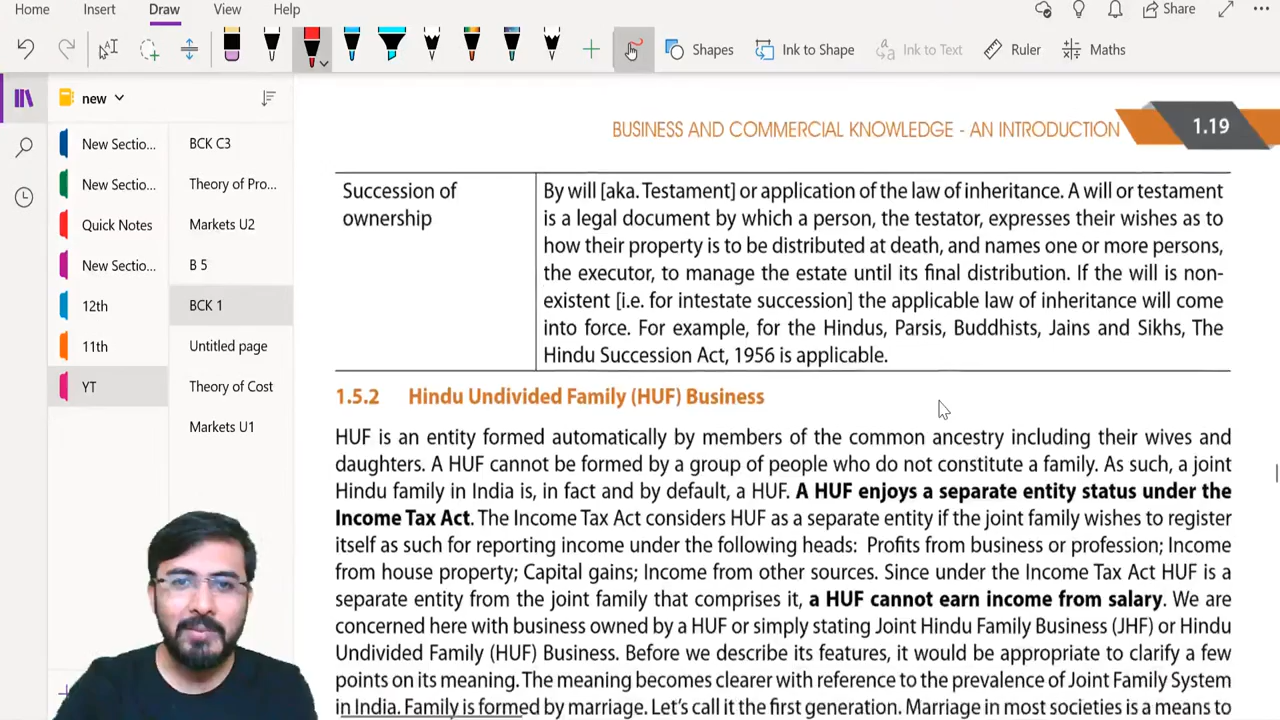 Home Insert Draw View Help Share
Shapes Ink to Shape Ink to Text Ruler Maths
new
New Sectio... BCK C3
New Sectio... Theory of Pro...
Quick Notes Markets U2
New Sectio... B 5
12th BCK 1
11th Untitled page
YT Theory of Cost
Markets U1
BUSINESS AND COMMERCIAL KNOWLEDGE - AN INTRODUCTION 1.19
Succession of ownership
By will [aka. Testament] or application of the law of inheritance. A will or testament
is a legal document by which a person, the testator, expresses their wishes as to
how their property is to be distributed at death, and names one or more persons,
the executor, to manage the estate until its final distribution. If the will is non-
existent [i.e. for intestate succession] the applicable law of inheritance will come
into force. For example, for the Hindus, Parsis, Buddhists, Jains and Sikhs, The
Hindu Succession Act, 1956 is applicable.
1.5.2 Hindu Undivided Family (HUF) Business
HUF is an entity formed automatically by members of the common ancestry including their wives and
daughters. A HUF cannot be formed by a group of people who do not constitute a family. As such, a joint
Hindu family in India is, in fact and by default, a HUF. A HUF enjoys a separate entity status under the
Income Tax Act. The Income Tax Act considers HUF as a separate entity if the joint family wishes to register
itself as such for reporting income under the following heads: Profits from business or profession; Income
from house property; Capital gains; Income from other sources. Since under the Income Tax Act HUF is a
separate entity from the joint family that comprises it, a HUF cannot earn income from salary. We are
concerned here with business owned by a HUF or simply stating Joint Hindu Family Business (JHF) or Hindu
Undivided Family (HUF) Business. Before we describe its features, it would be appropriate to clarify a few
points on its meaning. The meaning becomes clearer with reference to the prevalence of Joint Family System
in India. Family is formed by marriage. Let's call it the first generation. Marriage in most societies is a means to